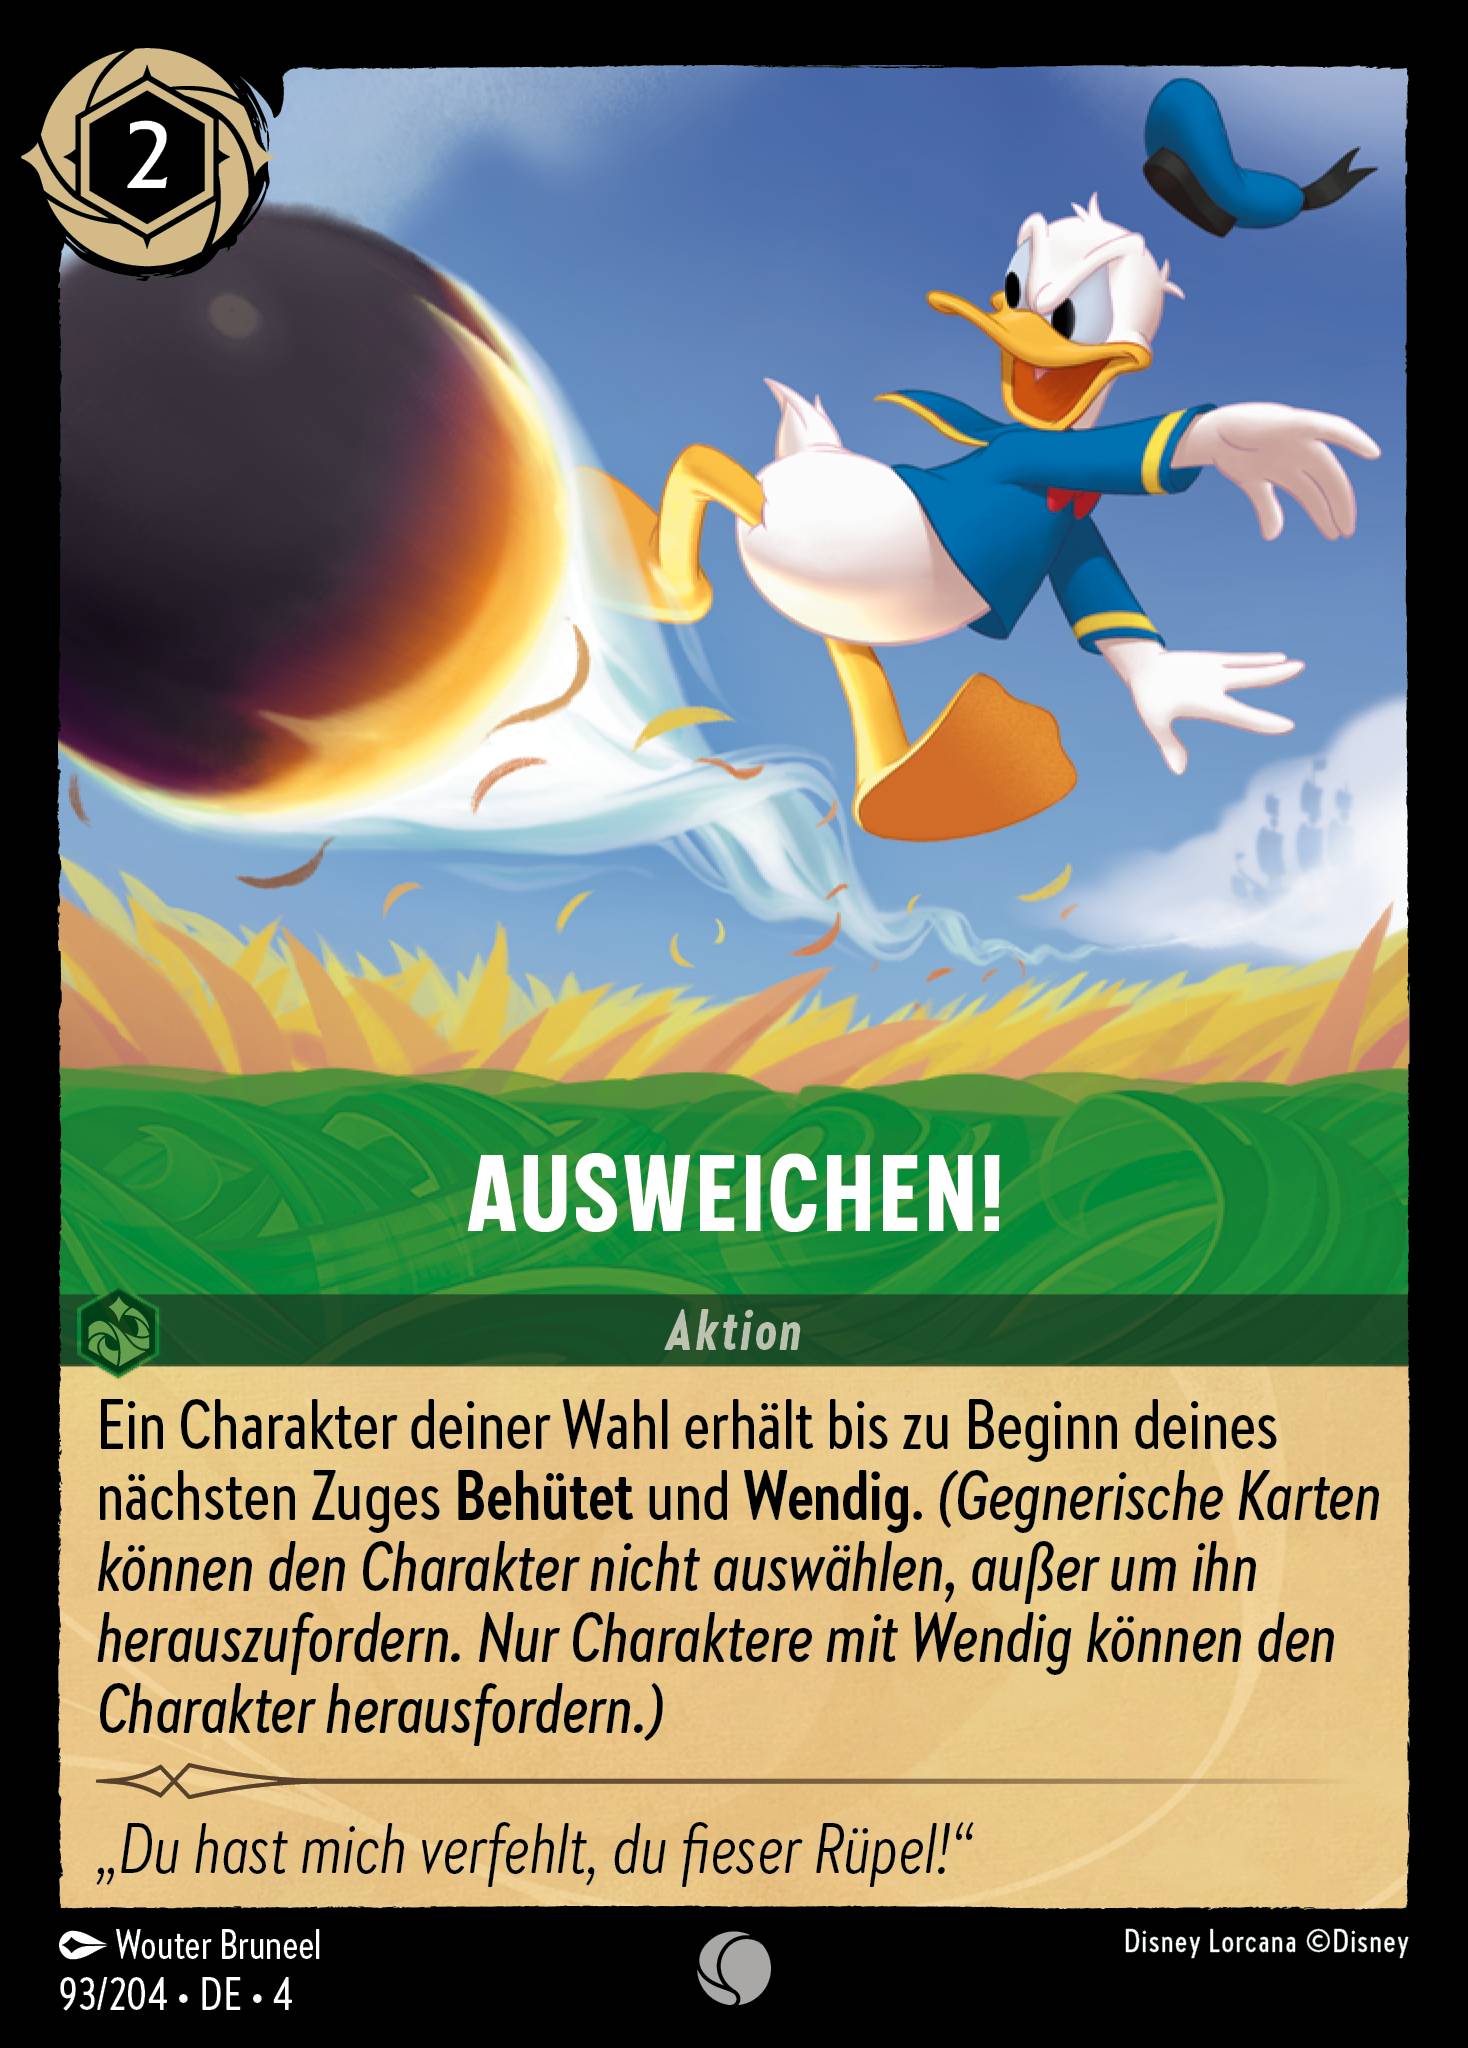 2
AUSWEICHEN!
Aktion
Ein Charakter deiner Wahl erhält bis zu Beginn deines
nächsten Zuges Behütet und Wendig. (Gegnerische Karten
können den Charakter nicht auswählen, außer um ihn
herauszufordern. Nur Charaktere mit Wendig können den
Charakter herausfordern.)
„Du hast mich verfehlt, du fieser Rüpel!“
Wouter Bruneel
Disney Lorcana ©Disney
93/204 • DE • 4